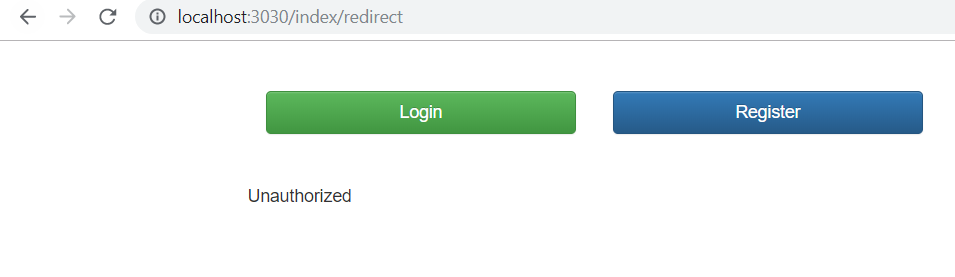 localhost:3030/index/redirect
Login
Register
Unauthorized